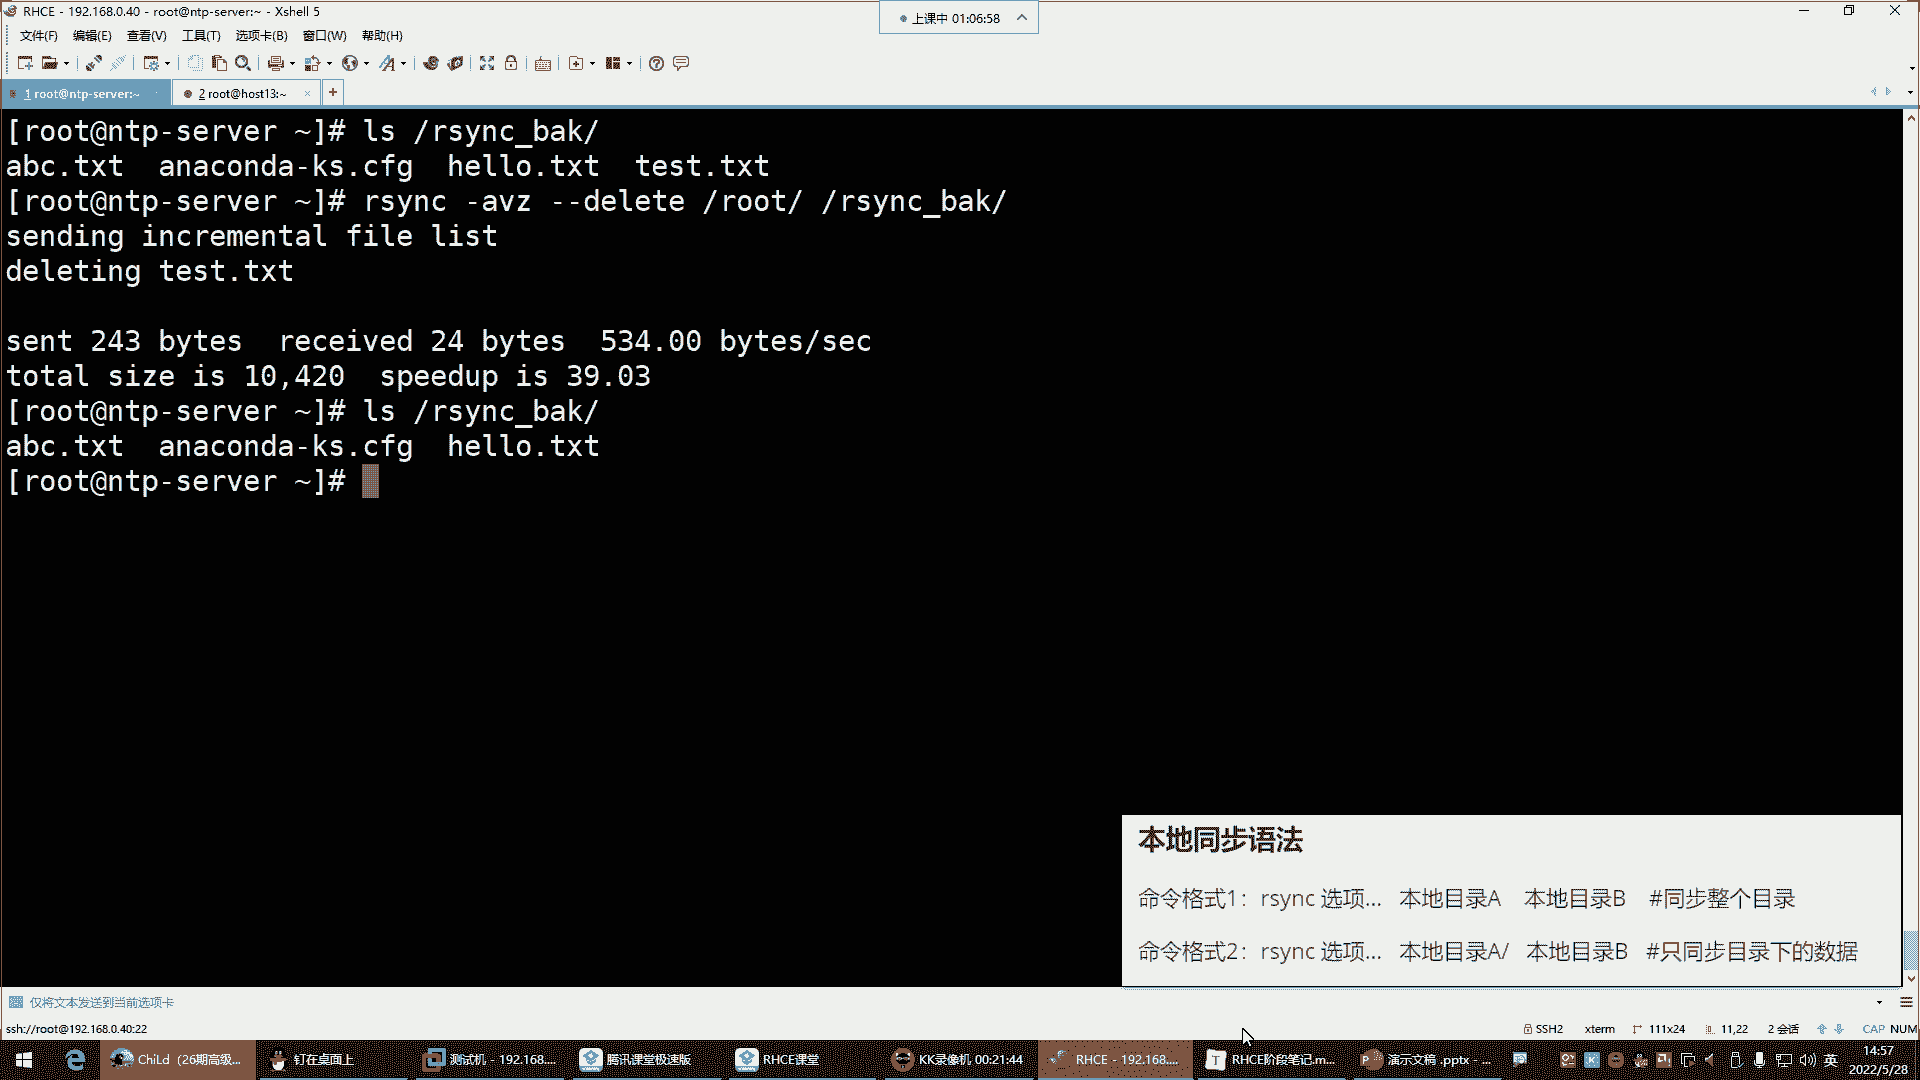 RHCE - 192.168.0.40 - root@ntp-server:~ - Xshell 5
上课中 01:06:58
文件(F) 编辑(E) 查看(V) 工具(T) 选项卡(B) 窗口(W) 帮助(H)
1 root@ntp-server:~ 2 root@host13:~ × +
[root@ntp-server ~]# ls /rsync_bak/
abc.txt  anaconda-ks.cfg  hello.txt  test.txt
[root@ntp-server ~]# rsync -avz --delete /root/ /rsync_bak/
sending incremental file list
deleting test.txt
sent 243 bytes  received 24 bytes  534.00 bytes/sec
total size is 10,420  speedup is 39.03
[root@ntp-server ~]# ls /rsync_bak/
abc.txt  anaconda-ks.cfg  hello.txt
[root@ntp-server ~]#
本地同步语法
命令格式1：rsync 选项... 本地目录A 本地目录B #同步整个目录
命令格式2：rsync 选项... 本地目录A/ 本地目录B #只同步目录下的数据
仅将文本发送到当前选项卡
ssh://root@192.168.0.40:22 SSH2 xterm 111x24 11,22 2 会话 CAP NUM
ChiLd（26期高级... 钉在桌面上 测试机 - 192.168.... 腾讯课堂极速版 RHCE课堂 KK录像机 00:21:44 RHCE - 192.168.... RHCE阶段笔记.m... 演示文稿 .pptx - ... 英 14:57
2022/5/28